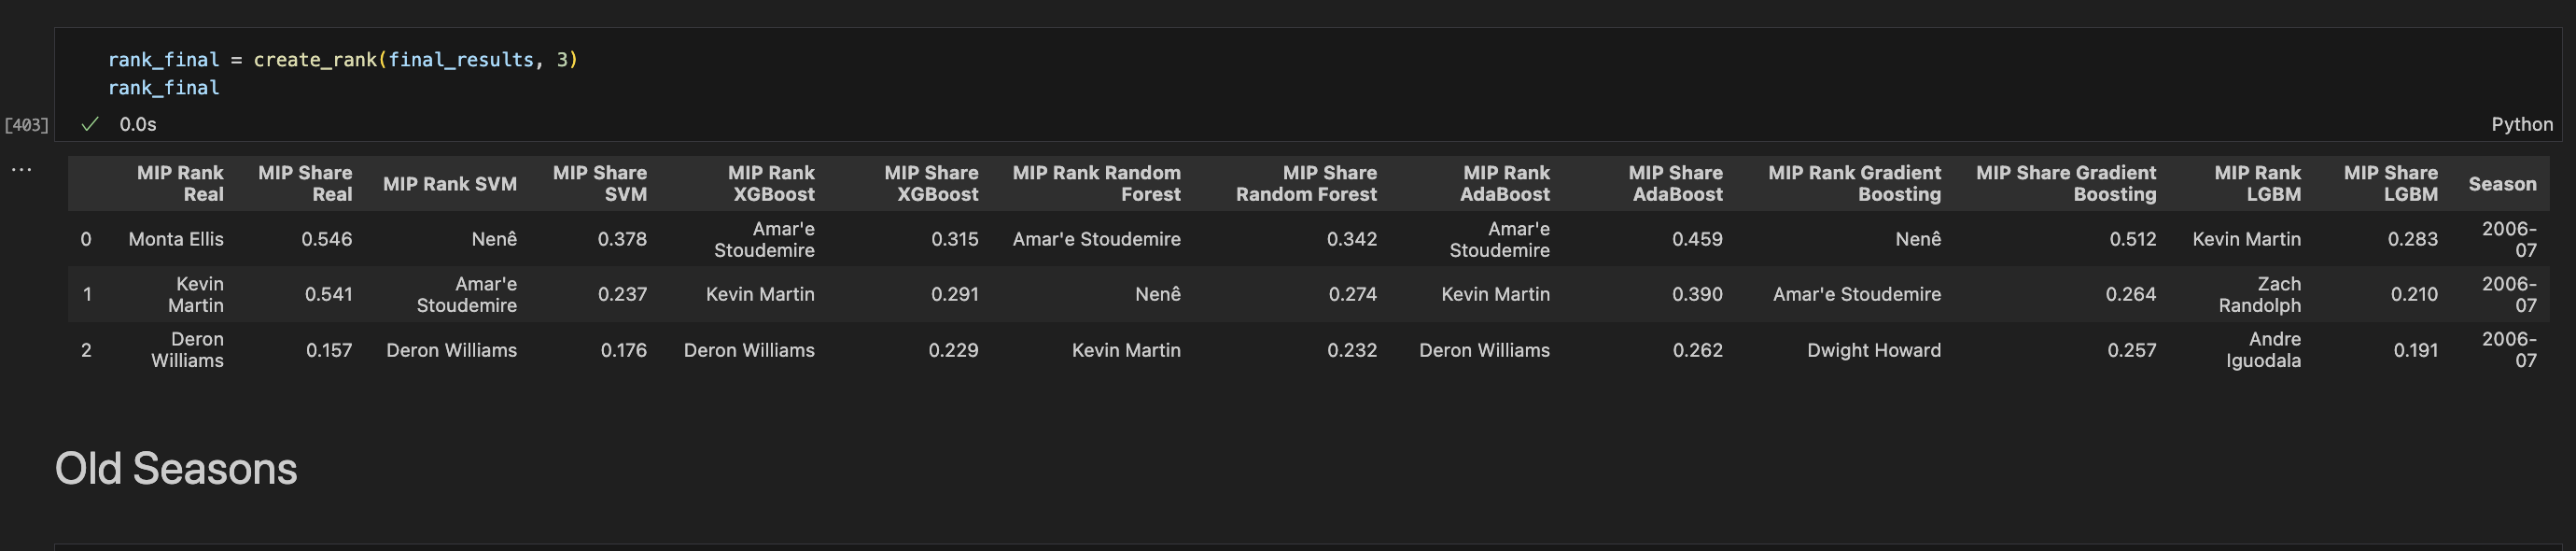 rank_final = create_rank(final_results, 3)
rank_final
[403] ✓ 0.0s Python
...
MIP Rank Real MIP Share Real MIP Rank SVM MIP Share SVM MIP Rank XGBoost MIP Share XGBoost MIP Rank Random Forest MIP Share Random Forest MIP Rank AdaBoost MIP Share AdaBoost MIP Rank Gradient Boosting MIP Share Gradient Boosting MIP Rank LGBM MIP Share LGBM Season
0 Monta Ellis 0.546 Nenê 0.378 Amar'e Stoudemire 0.315 Amar'e Stoudemire 0.342 Amar'e Stoudemire 0.459 Nenê 0.512 Kevin Martin 0.283 2006-07
1 Kevin Martin 0.541 Amar'e Stoudemire 0.237 Kevin Martin 0.291 Nenê 0.274 Kevin Martin 0.390 Amar'e Stoudemire 0.264 Zach Randolph 0.210 2006-07
2 Deron Williams 0.157 Deron Williams 0.176 Deron Williams 0.229 Kevin Martin 0.232 Deron Williams 0.262 Dwight Howard 0.257 Andre Iguodala 0.191 2006-07
Old Seasons